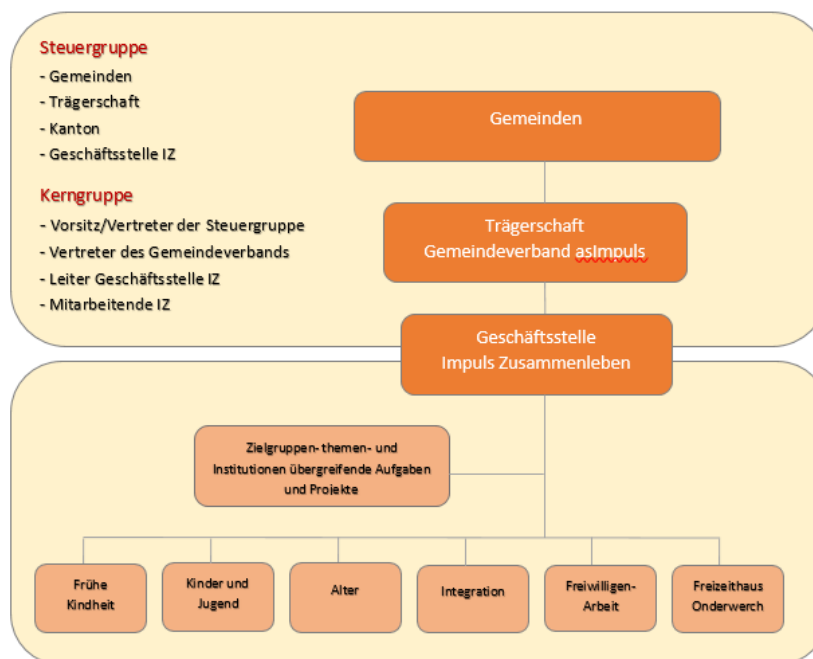 Steuergruppe
- Gemeinden
- Trägerschaft
- Kanton
- Geschäftsstelle IZ
Kerngruppe
- Vorsitz/Vertreter der Steuergruppe
- Vertreter des Gemeindeverbands
- Leiter Geschäftsstelle IZ
- Mitarbeitende IZ
Gemeinden
Trägerschaft
Gemeindeverband asImpuls
Geschäftsstelle
Impuls Zusammenleben
Zielgruppen- themen- und
Institutionen übergreifende Aufgaben
und Projekte
Frühe
Kindheit
Kinder und
Jugend
Alter
Integration
Freiwilligen-
Arbeit
Freizeithaus
Onderwerch